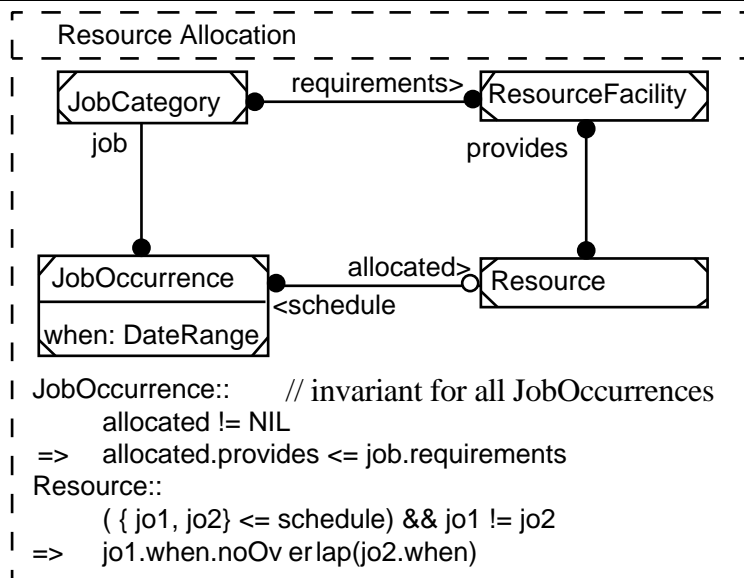 Resource Allocation
requirements>
JobCategory
ResourceFacility
job
provides
JobOccurrence
allocated>
Resource
<schedule
when: DateRange
JobOccurrence:: // invariant for all JobOccurrences
allocated != NIL
=> allocated.provides <= job.requirements
Resource::
( { jo1, jo2} <= schedule) && jo1 != jo2
=> jo1.when.noOv erlap(jo2.when)